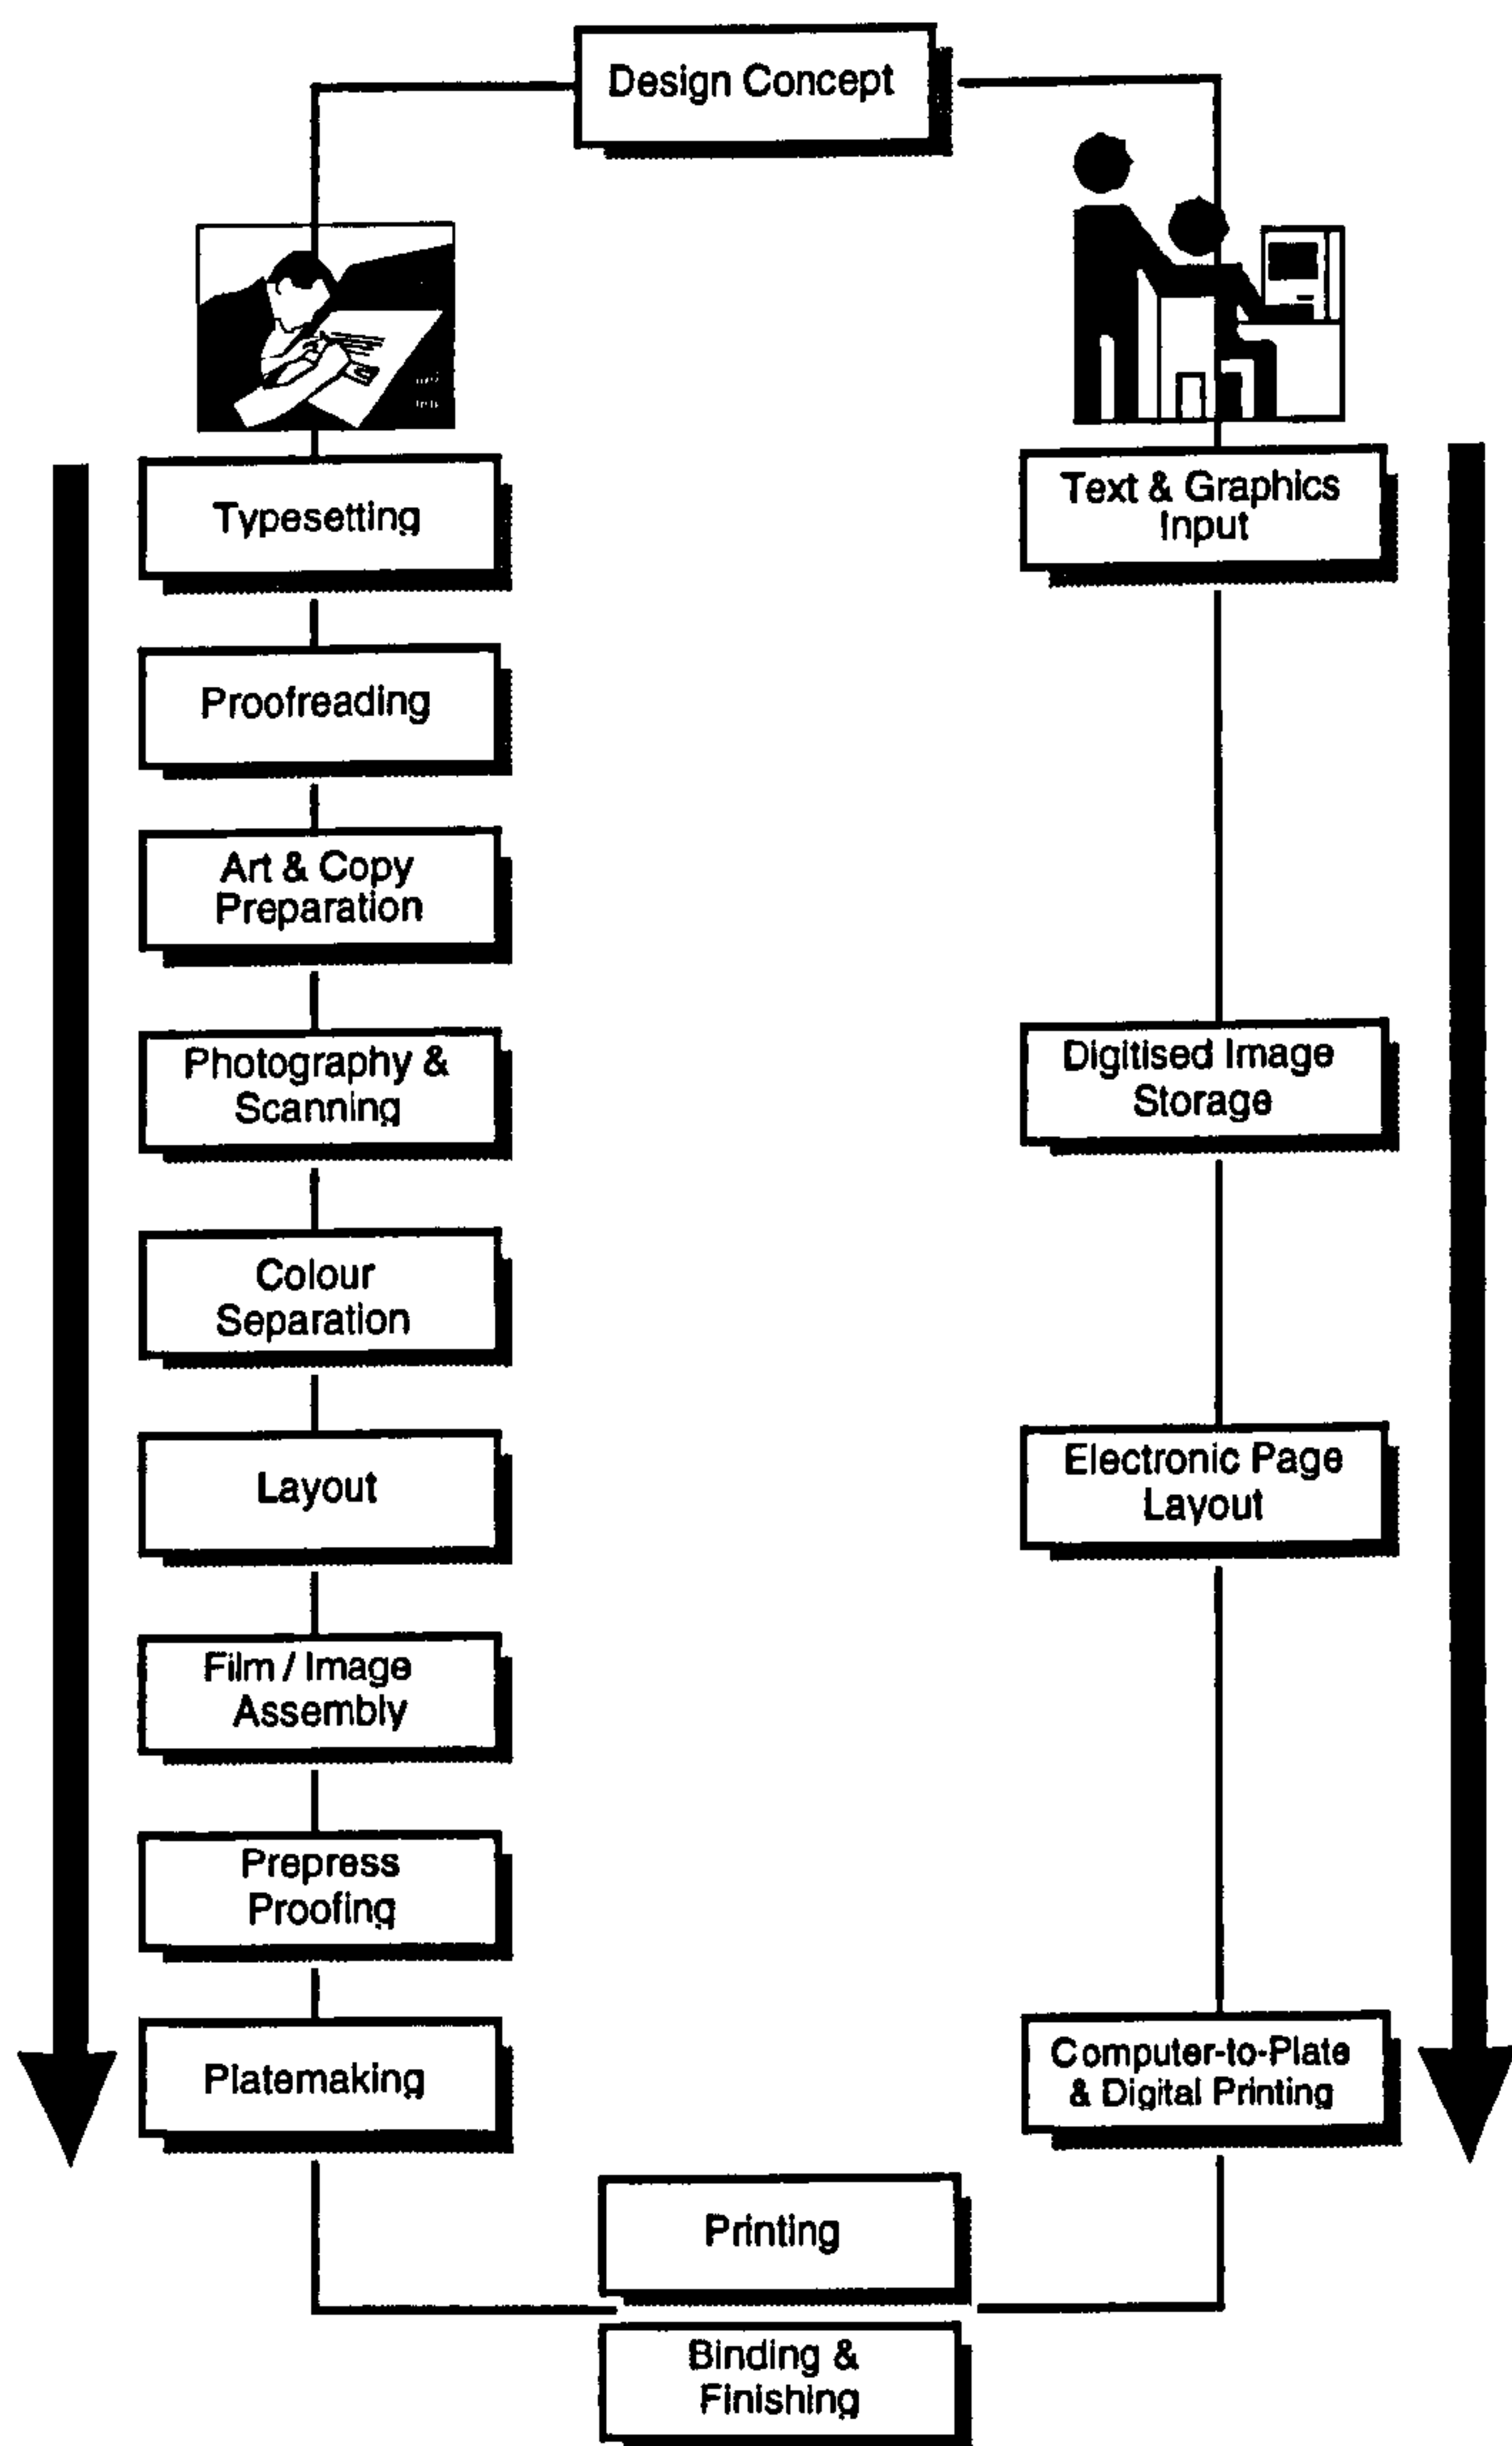 Design Concept
Typesetting
Proofreading
Art & Copy
Preparation
Photography &
Scanning
Colour
Separation
Layout
Film / Image
Assembly
Prepress
Proofing
Platemaking
Text & Graphics
Input
Digitised Image
Storage
Electronic Page
Layout
Computer-to-Plate
& Digital Printing
Printing
Binding &
Finishing